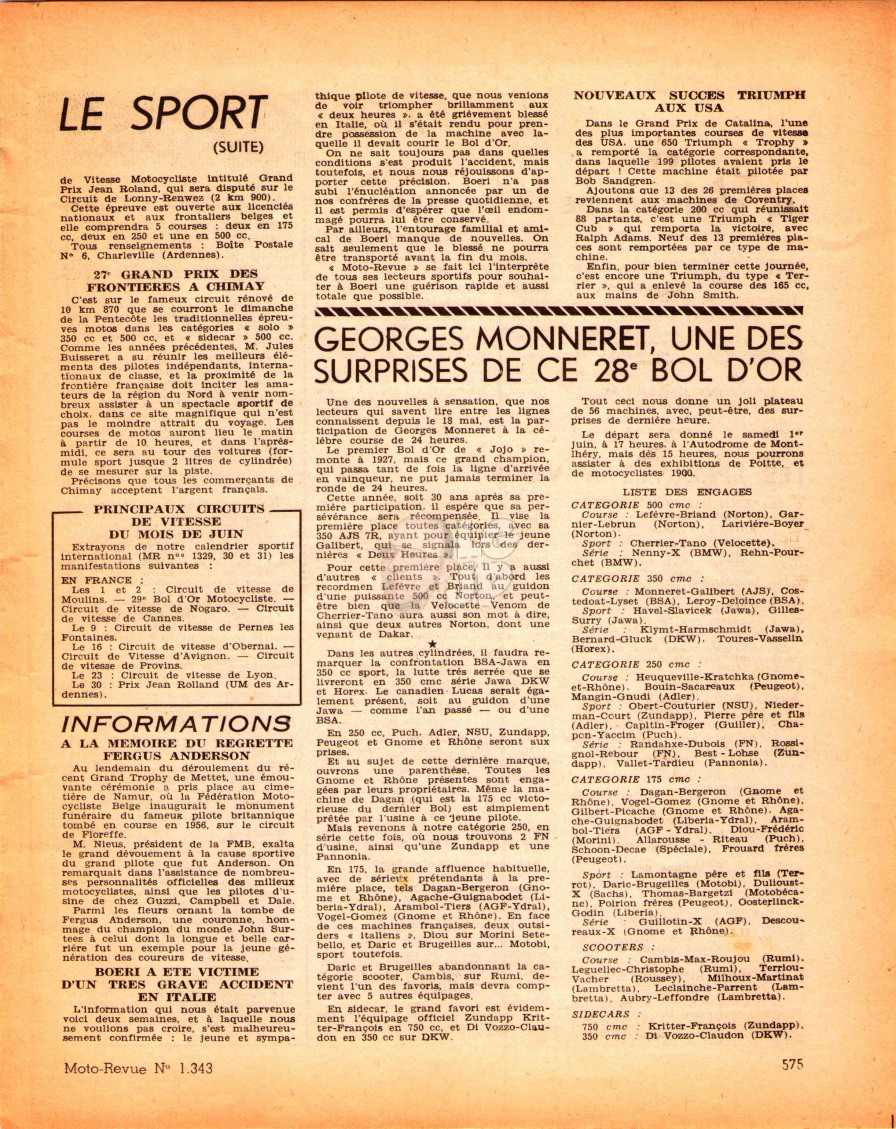 LE SPORT
(SUITE)
de Vitesse Motocycliste intitulé Grand
Prix Jean Roland, qui sera disputé sur le
Circuit de Lonny-Renwez (2 km 900).
Cette épreuve est ouverte aux licenciés
nationaux et aux frontaliers belges et
elle comprendra 5 courses : deux en 175
cc, deux en 250 et une en 500 cc.
Tous renseignements : Boîte Postale
N° 6, Charleville (Ardennes).
27e GRAND PRIX DES
FRONTIERES A CHIMAY
C'est sur le fameux circuit rénové de
10 km 870 que se courront le dimanche
de la Pentecôte les traditionnelles épreu-
ves motos dans les catégories « solo »
350 cc et 500 cc, et « sidecar » 500 cc.
Comme les années précédentes, M. Jules
Buisseret a su réunir les meilleurs élé-
ments des pilotes indépendants, interna-
tionaux de classe, et la proximité de la
frontière française doit inciter les ama-
teurs de la région du Nord à venir nom-
breux assister à un spectacle sportif de
choix, dans ce site magnifique qui n'est
pas le moindre attrait du voyage. Les
courses de motos auront lieu le matin
à partir de 10 heures, et dans l'après-
midi, ce sera au tour des voitures (for-
mule sport jusque 2 litres de cylindrée)
de se mesurer sur la piste.
Précisons que tous les commerçants de
Chimay acceptent l'argent français.
PRINCIPAUX CIRCUITS
DE VITESSE
DU MOIS DE JUIN
Extrayons de notre calendrier sportif
international (MR nos 1329, 30 et 31) les
manifestations suivantes :
EN FRANCE :
Les 1 et 2 : Circuit de vitesse de
Moulins. — 29e Bol d'Or Motocycliste. —
Circuit de vitesse de Nogaro. — Circuit
de vitesse de Cannes.
Le 9 : Circuit de vitesse de Pernes les
Fontaines.
Le 16 : Circuit de vitesse d'Obernai. —
Circuit de Vitesse d'Avignon. — Circuit
de vitesse de Provins.
Le 23 : Circuit de vitesse de Lyon.
Le 30 : Prix Jean Rolland (UM des Ar-
dennes).
INFORMATIONS
A LA MEMOIRE DU REGRETTE
FERGUS ANDERSON
Au lendemain du déroulement du ré-
cent Grand Trophy de Mettet, une émou-
vante cérémonie a pris place au cime-
tière de Namur, où la Fédération Moto-
cycliste Belge inaugurait le monument
funéraire du fameux pilote britannique
tombé en course en 1956, sur le circuit
de Floreffe.
M. Nieus, président de la FMB, exalta
le grand dévouement à la cause sportive
du grand pilote que fut Anderson. On
remarquait dans l'assistance de nombreu-
ses personnalités officielles des milieux
motocyclistes, ainsi que les pilotes d'u-
sine de chez Guzzi, Campbell et Dale.
Parmi les fleurs ornant la tombe de
Fergus Anderson, une couronne, hom-
mage du champion du monde John Sur-
tees à celui dont la longue et belle car-
rière fut un exemple pour la jeune gé-
nération des coureurs de vitesse.
BOERI A ETE VICTIME
D'UN TRES GRAVE ACCIDENT
EN ITALIE
L'information qui nous était parvenue
voici deux semaines, et à laquelle nous
ne voulions pas croire, s'est malheureu-
sement confirmée : le jeune et sympa-
thique pilote de vitesse, que nous venions
de voir triompher brillamment aux
« deux heures », a été grièvement blessé
en Italie, où il s'était rendu pour pren-
dre possession de la machine avec la-
quelle il devait courir le Bol d'Or.
On ne sait toujours pas dans quelles
conditions s'est produit l'accident, mais
toutefois, et nous nous réjouissons d'ap-
porter cette précision. Boeri n'a pas
subi l'énucléation annoncée par un de
nos confrères de la presse quotidienne, et
il est permis d'espérer que l'œil endom-
magé pourra lui être conservé.
Par ailleurs, l'entourage familial et ami-
cal de Boeri manque de nouvelles. On
sait seulement que le blessé ne pourra
être transporté avant la fin du mois.
« Moto-Revue » se fait ici l'interprète
de tous ses lecteurs sportifs pour souhai-
ter à Boeri une guérison rapide et aussi
totale que possible.
NOUVEAUX SUCCES TRIUMPH
AUX USA
Dans le Grand Prix de Catalina, l'une
des plus importantes courses de vitesse
des USA, une 650 Triumph « Trophy »
a remporté la catégorie correspondante,
dans laquelle 199 pilotes avaient pris le
départ ! Cette machine était pilotée par
Bob Sandgren.
Ajoutons que 13 des 26 premières places
reviennent aux machines de Coventry.
Dans la catégorie 200 cc qui réunissait
88 partants, c'est une Triumph « Tiger
Cub » qui remporta la victoire, avec
Ralph Adams. Neuf des 13 premières pla-
ces sont remportées par ce type de ma-
chine.
Enfin, pour bien terminer cette journée,
c'est encore une Triumph, du type « Ter-
rier », qui a enlevé la course des 165 cc,
aux mains de John Smith.
GEORGES MONNERET, UNE DES
SURPRISES DE CE 28e BOL D'OR
Une des nouvelles à sensation, que nos
lecteurs qui savent lire entre les lignes
connaissent depuis le 18 mai, est la par-
ticipation de Georges Monneret à la cé-
lèbre course de 24 heures.
Le premier Bol d'Or de « Jojo » re-
monte à 1927, mais ce grand champion,
qui passa tant de fois la ligne d'arrivée
en vainqueur, ne put jamais terminer la
ronde de 24 heures.
Cette année, soit 30 ans après sa pre-
mière participation, il espère que sa per-
sévérance sera récompensée. Il vise la
première place toutes catégories, avec sa
350 AJS 7R, ayant pour équipier le jeune
Galibert, qui se signala lors des der-
nières « Deux Heures ».
Pour cette première place, il y a aussi
d'autres « clients ». Tout d'abord les
recordmen Lefèvre et Briand au guidon
d'une puissante 500 cc Norton, et peut-
être bien que la Velocette Venom de
Cherrier-Tano aura aussi son mot à dire,
ainsi que deux autres Norton, dont une
venant de Dakar.
★
Dans les autres cylindrées, il faudra re-
marquer la confrontation BSA-Jawa en
350 cc sport, la lutte très serrée que se
livreront en 350 cmc série Jawa DKW
et Horex. Le canadien Lucas serait éga-
lement présent, soit au guidon d'une
Jawa — comme l'an passé — ou d'une
BSA.
En 250 cc, Puch, Adler, NSU, Zundapp,
Peugeot et Gnome et Rhône seront aux
prises.
Et au sujet de cette dernière marque,
ouvrons une parenthèse. Toutes les
Gnome et Rhône présentes sont enga-
gées par leurs propriétaires. Même la ma-
chine de Dagan (qui est la 175 cc victo-
rieuse du dernier Bol) est simplement
prêtée par l'usine à ce jeune pilote.
Mais revenons à notre catégorie 250, en
série cette fois, où nous trouvons 2 FN
d'usine, ainsi qu'une Zundapp et une
Pannonia.
En 175, la grande affluence habituelle,
avec de sérieux prétendants à la pre-
mière place, tels Dagan-Bergeron (Gno-
me et Rhône), Agache-Guignabodet (Li-
beria-Ydral), Arambol-Tiers (AGF-Ydral),
Vogel-Gomez (Gnome et Rhône). En face
de ces machines françaises, deux outsi-
ders « italiens », Diou sur Morini Sete-
bello, et Daric et Brugeilles sur... Motobi,
sport toutefois.
Daric et Brugeilles abandonnant la ca-
tégorie scooter, Cambis, sur Rumi, de-
vient l'un des favoris, mais devra comp-
ter avec 5 autres équipages.
En sidecar, le grand favori est évidem-
ment l'équipage officiel Zundapp Krit-
ter-François en 750 cc, et Di Vozzo-Clau-
don en 350 cc sur DKW.
Tout ceci nous donne un joli plateau
de 56 machines, avec, peut-être, des sur-
prises de dernière heure.
Le départ sera donné le samedi 1er
juin, à 17 heures, à l'Autodrome de Mont-
lhéry, mais dès 15 heures, nous pourrons
assister à des exhibitions de Poitte, et
de motocyclistes 1900.
LISTE DES ENGAGES
CATEGORIE 500 cmc :
Course : Lefèvre-Briand (Norton), Gar-
nier-Lebrun (Norton), Larivière-Boyer
(Norton).
Sport : Cherrier-Tano (Velocette).
Série : Nenny-X (BMW), Rehn-Pour-
chet (BMW).
CATEGORIE 350 cmc :
Course : Monneret-Galibert (AJS), Cos-
tedoat-Lyset (BSA), Leroy-Deloince (BSA).
Sport : Havel-Slavicek (Jawa), Gilles-
Surry (Jawa).
Série : Klymt-Harmschmidt (Jawa),
Bernard-Gluck (DKW), Toures-Vasselin
(Horex).
CATEGORIE 250 cmc :
Course : Heuqueville-Kratchka (Gnome-
et-Rhône), Bouin-Sacareaux (Peugeot),
Mangin-Gnudi (Adler).
Sport : Obert-Couturier (NSU), Nieder-
man-Court (Zundapp), Pierre père et fils
(Adler), Capitin-Froger (Guiller), Cha-
pon-Yaccim (Puch).
Série : Randahxe-Dubois (FN), Rossi-
gnol-Rebour (FN), Best-Lohse (Zun-
dapp), Vallet-Tardieu (Pannonia).
CATEGORIE 175 cmc :
Course : Dagan-Bergeron (Gnome et
Rhône), Vogel-Gomez (Gnome et Rhône),
Gilbert-Picache (Gnome et Rhône), Aga-
che-Guignabodet (Liberia-Ydral), Aram-
bol-Tiers (AGF - Ydral), Diou-Frédéric
(Morini), Allarousse - Riteau (Puch),
Schoon-Decae (Spéciale), Frouard frères
(Peugeot).
Sport : Lamontagne père et fils (Ter-
rot), Daric-Brugeilles (Motobi), Dulioust-
X (Sachs), Thomas-Bargetzi (Motobéca-
ne), Poirion frères (Peugeot), Oosterlinck-
Godin (Liberia).
Série : Guillotin-X (AGF), Descou-
reaux-X (Gnome et Rhône).
SCOOTERS :
Course : Cambis-Max-Roujou (Rumi),
Leguellec-Christophe (Rumi), Terriou-
Vacher (Roussey), Milhoux-Martinat
(Lambretta), Leclainche-Parrent (Lam-
bretta), Aubry-Leffondre (Lambretta).
SIDECARS :
750 cmc : Kritter-François (Zundapp).
350 cmc : Di Vozzo-Claudon (DKW).
Moto-Revue N° 1.343
575